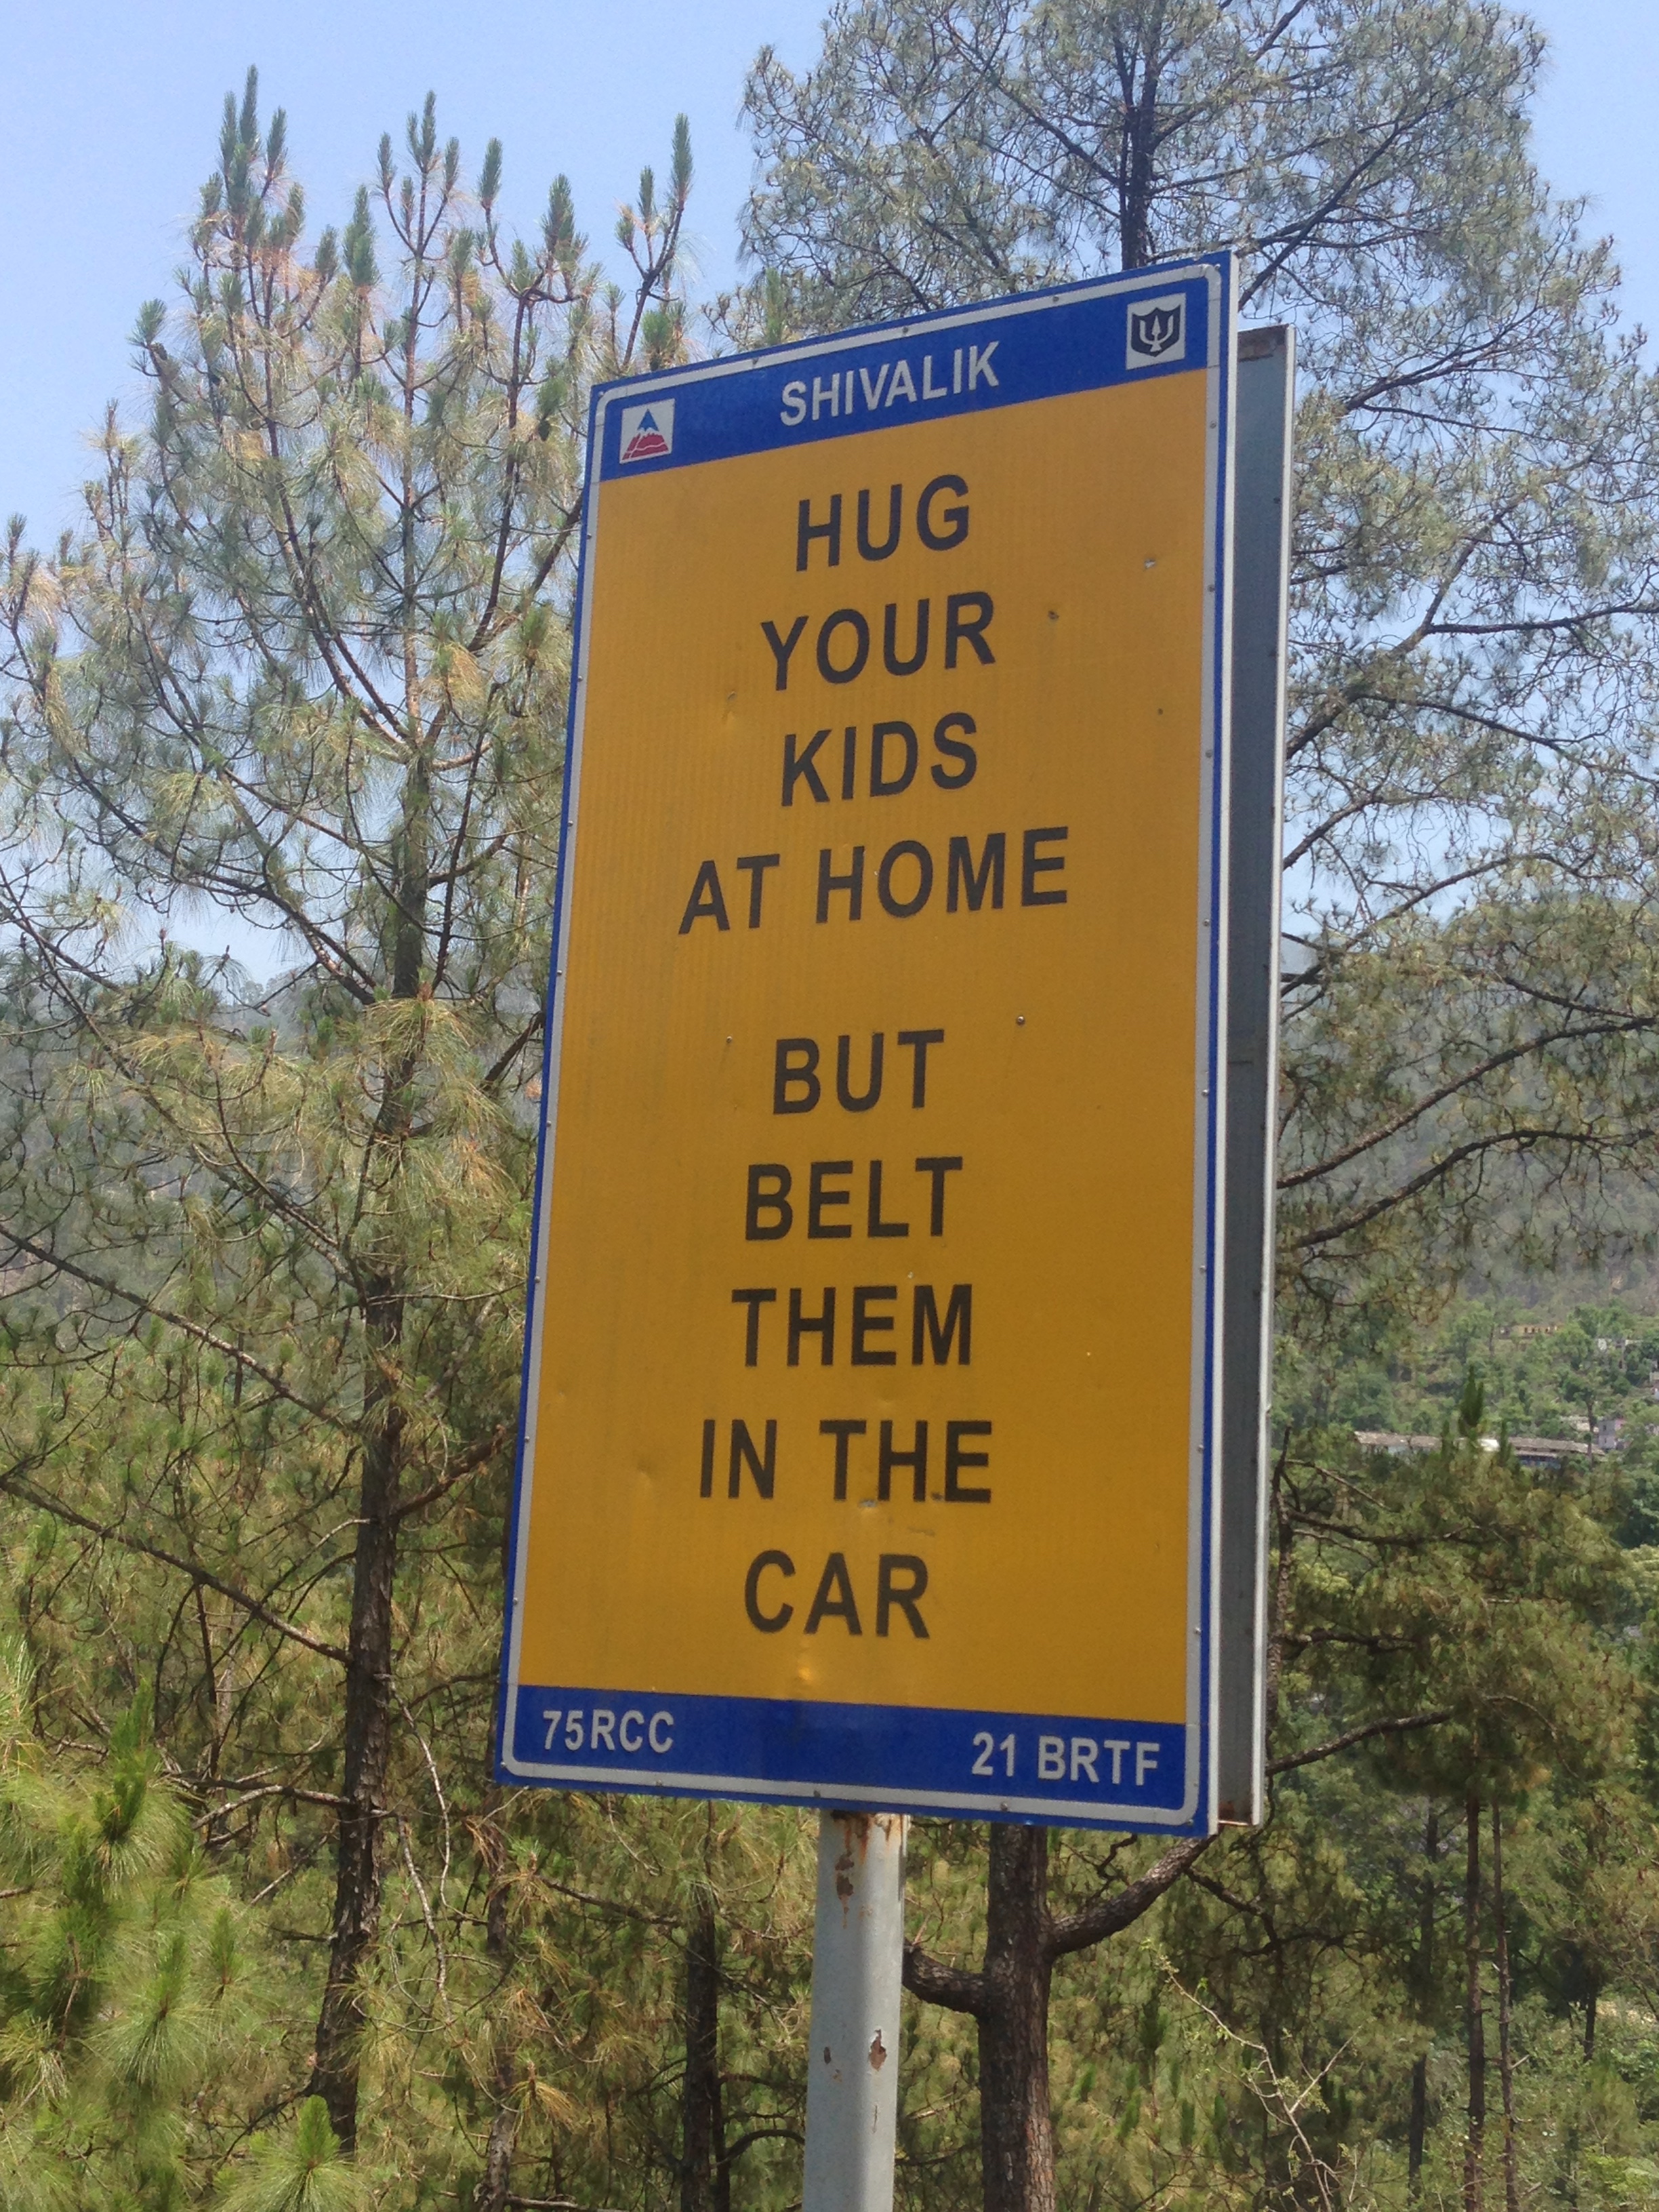 SHIVALIK
HUG
YOUR
KIDS
AT HOME
BUT
BELT
THEM
IN THE
CAR
75RCC 21 BRTF